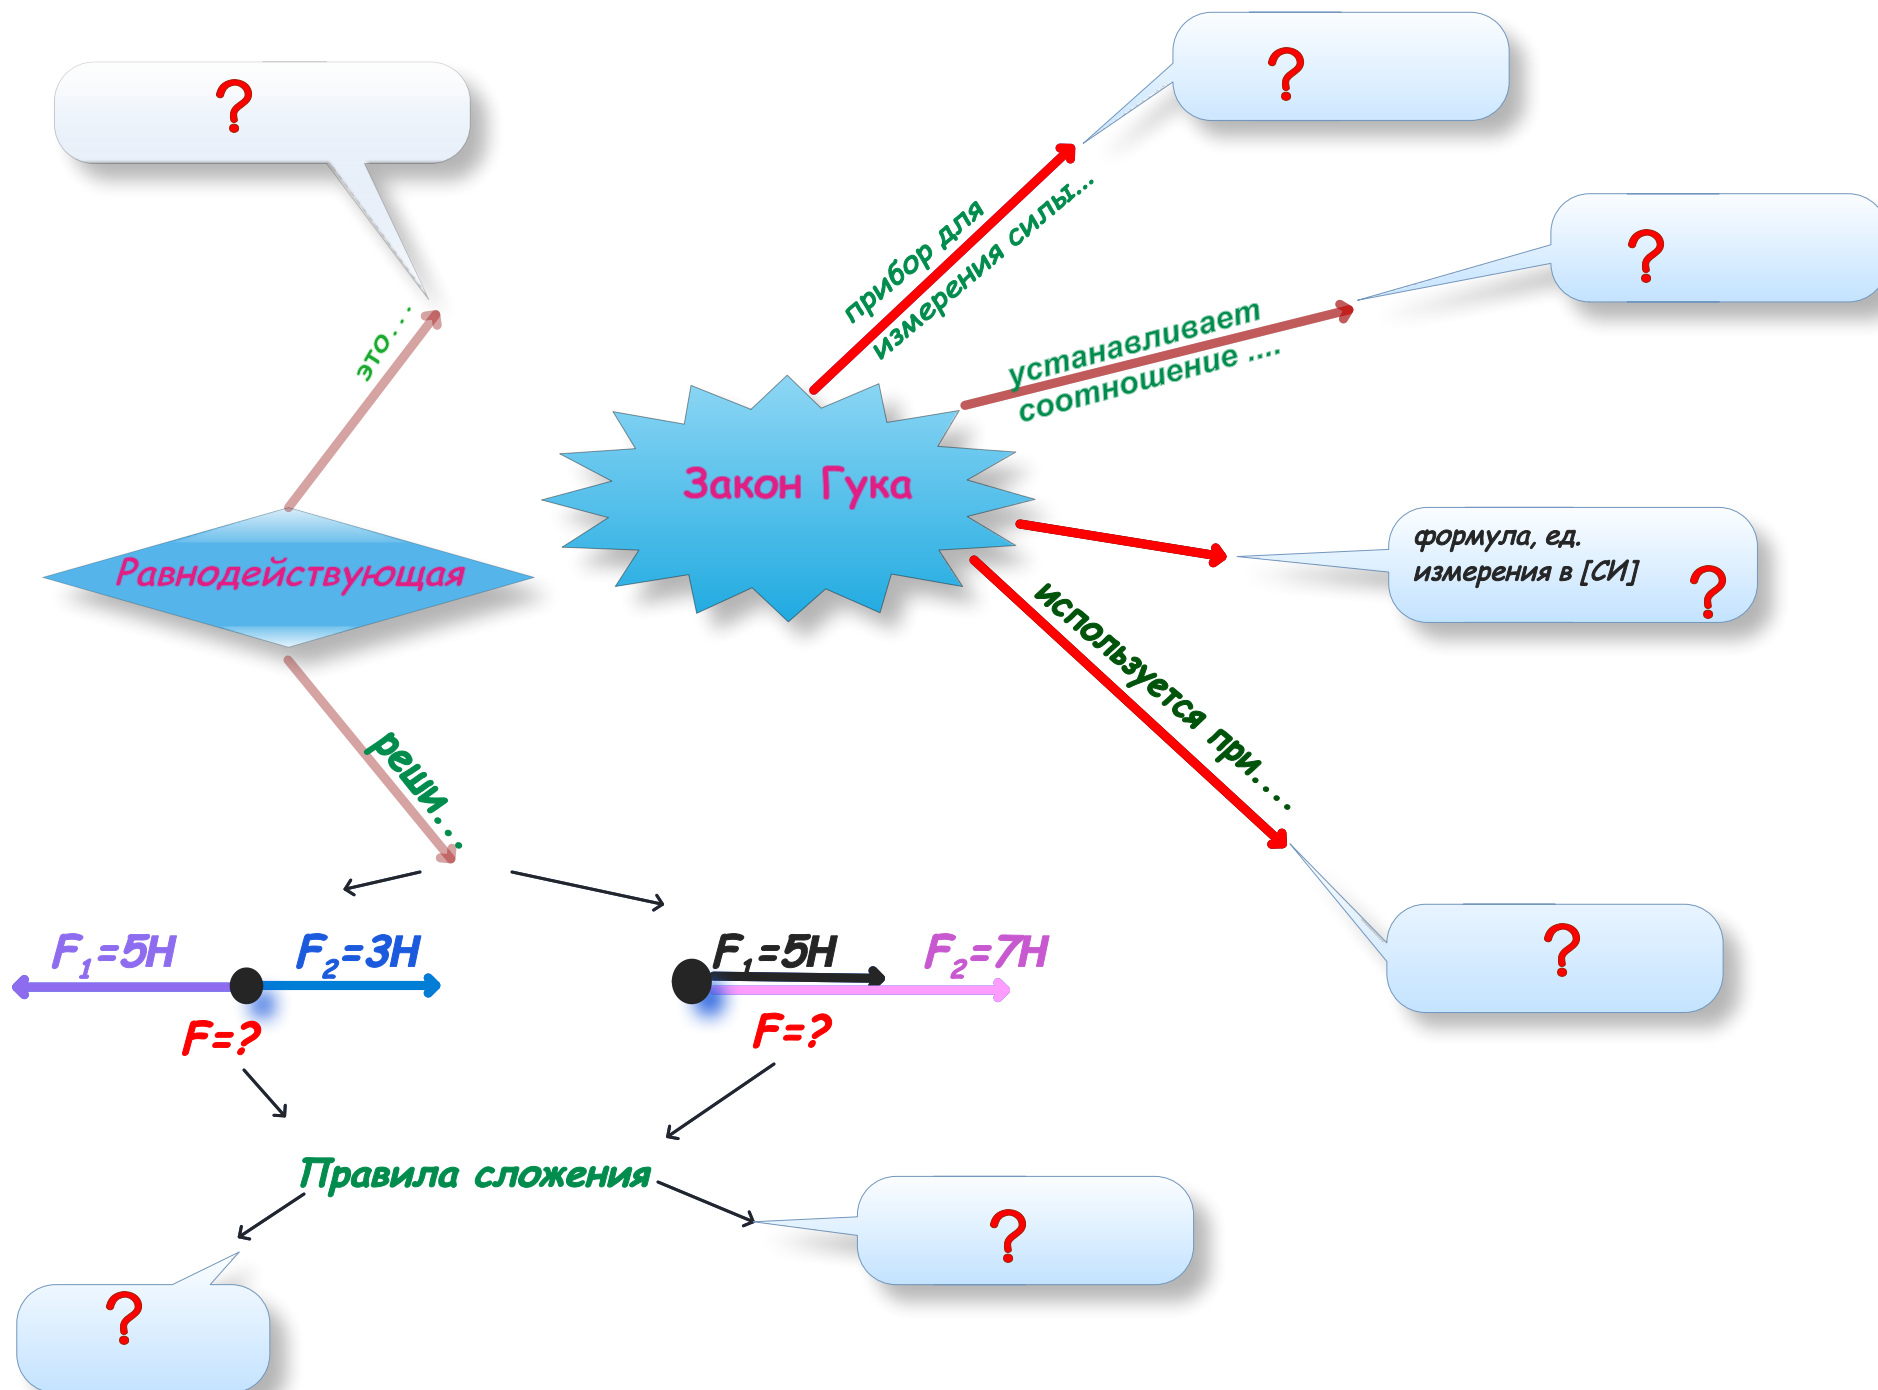 ?
?
прибор для
измерения силы...
?
устанавливает
соотношение ....
это...
Закон Гука
формула, ед.
измерения в [СИ]
?
Равнодействующая
используется при....
реши...
?
F₁=5Н
F₂=3Н
F=?
F₁=5Н
F₂=7Н
F=?
Правила сложения
?
?